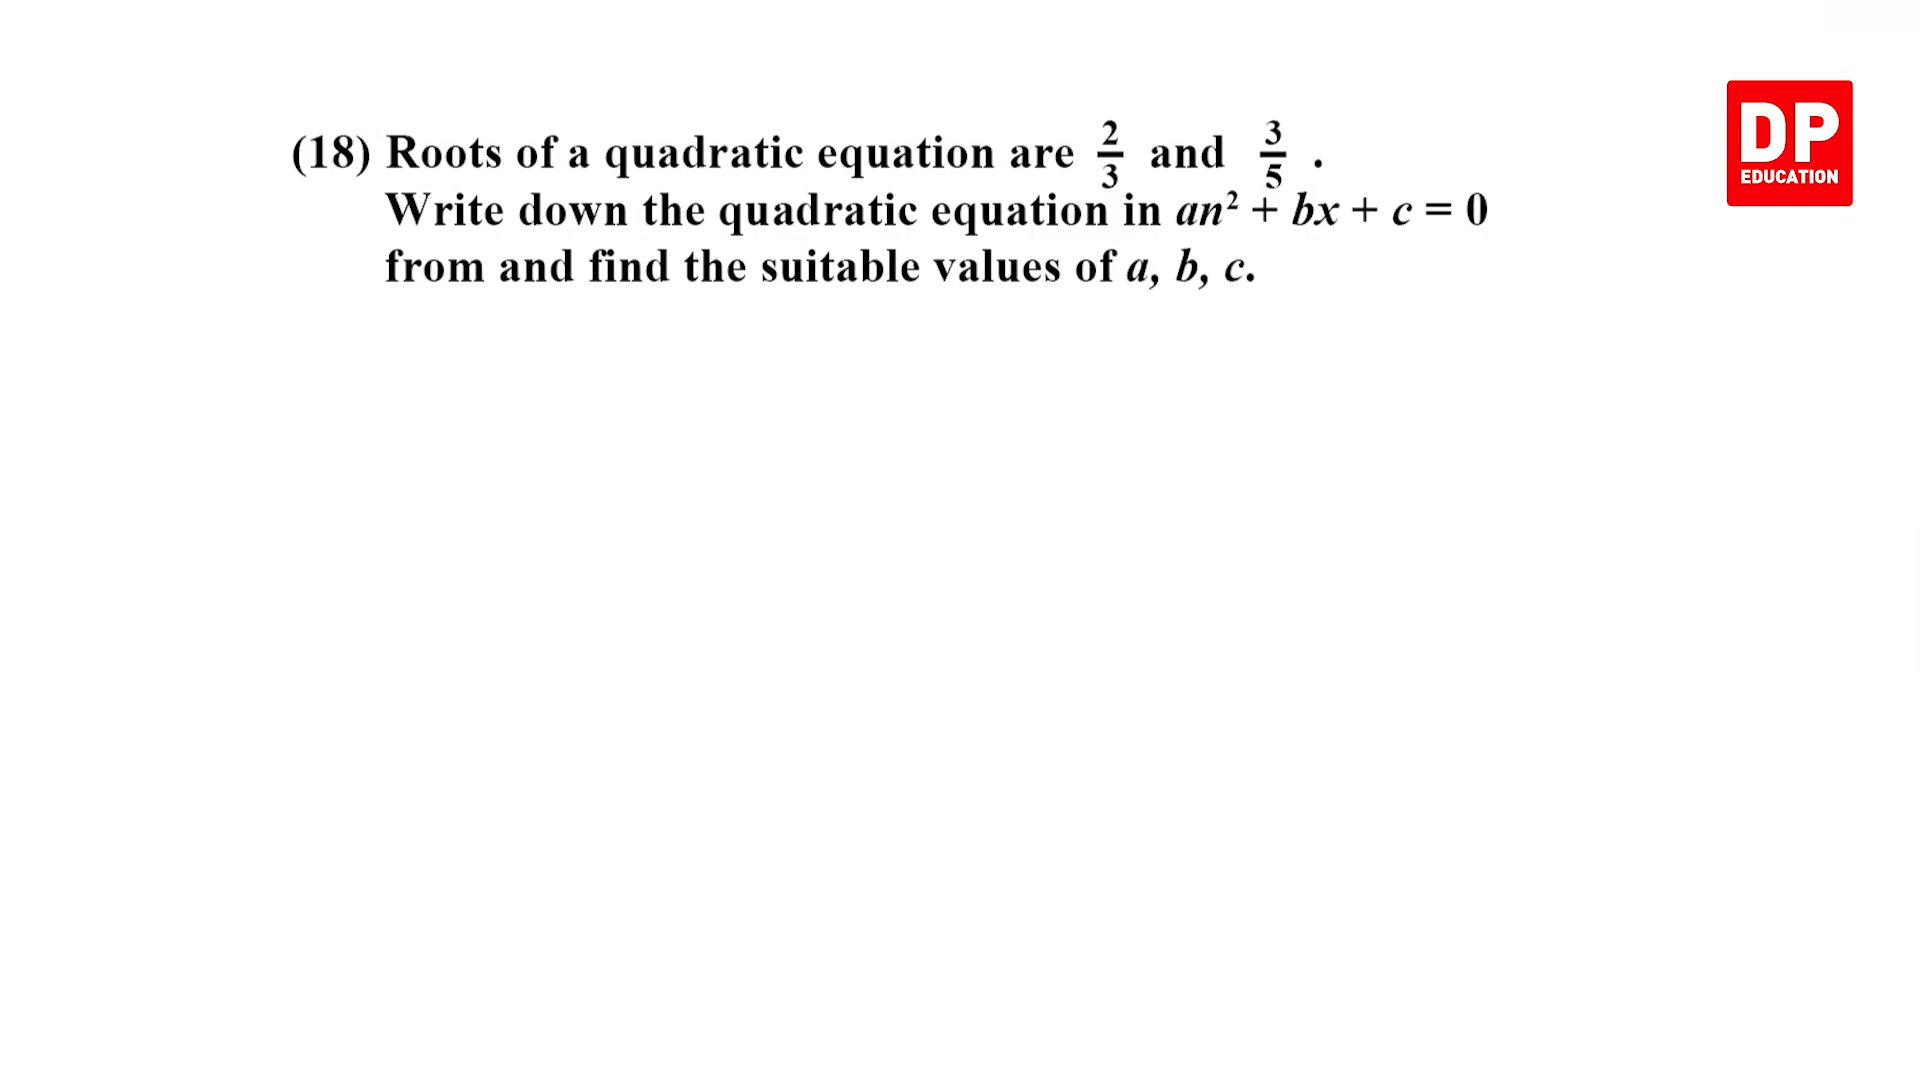 (18) Roots of a quadratic equation are 2/3 and 3/5 .
Write down the quadratic equation in an² + bx + c = 0
from and find the suitable values of a, b, c.
DP
EDUCATION